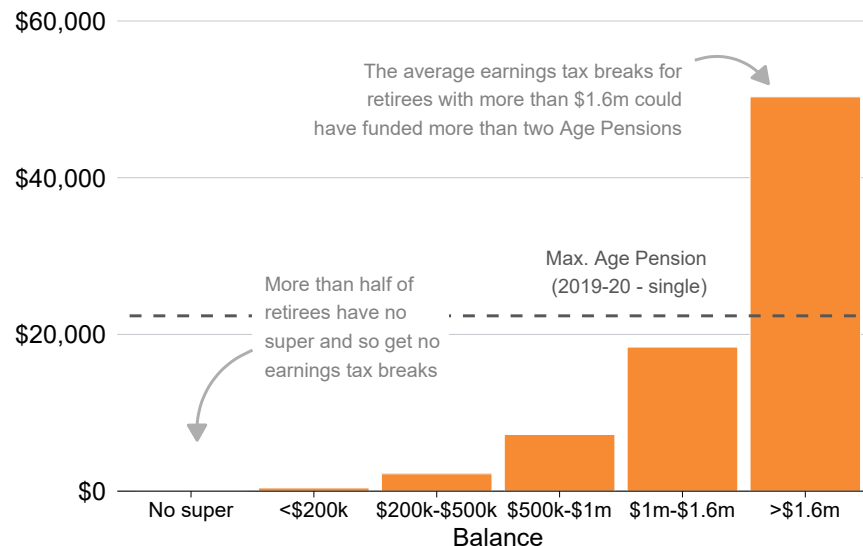 $60,000
The average earnings tax breaks for
retirees with more than $1.6m could
have funded more than two Age Pensions
$40,000
Max. Age Pension
(2019-20 - single)
More than half of
retirees have no
super and so get no
earnings tax breaks
$20,000
$0
No super
<$200k
$200k-$500k
$500k-$1m
$1m-$1.6m
>$1.6m
Balance